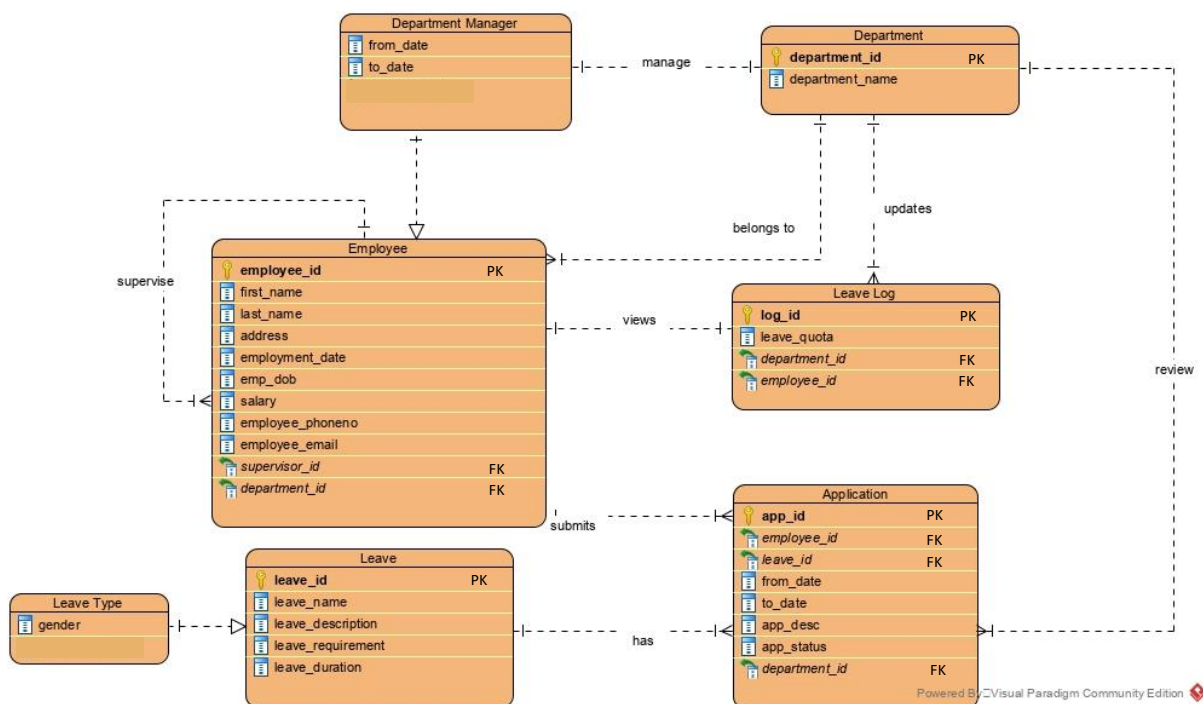 Department Manager
from_date
to_date
manage
Department
department_id PK
department_name
belongs to
updates
supervise
Employee
employee_id PK
first_name
last_name
address
employment_date
emp_dob
salary
employee_phoneno
employee_email
supervisor_id FK
department_id FK
views
Leave Log
log_id PK
leave_quota
department_id FK
employee_id FK
review
submits
Application
app_id PK
employee_id FK
leave_id FK
from_date
to_date
app_desc
app_status
department_id FK
Leave
leave_id PK
leave_name
leave_description
leave_requirement
leave_duration
has
Leave Type
gender
Powered By Visual Paradigm Community Edition